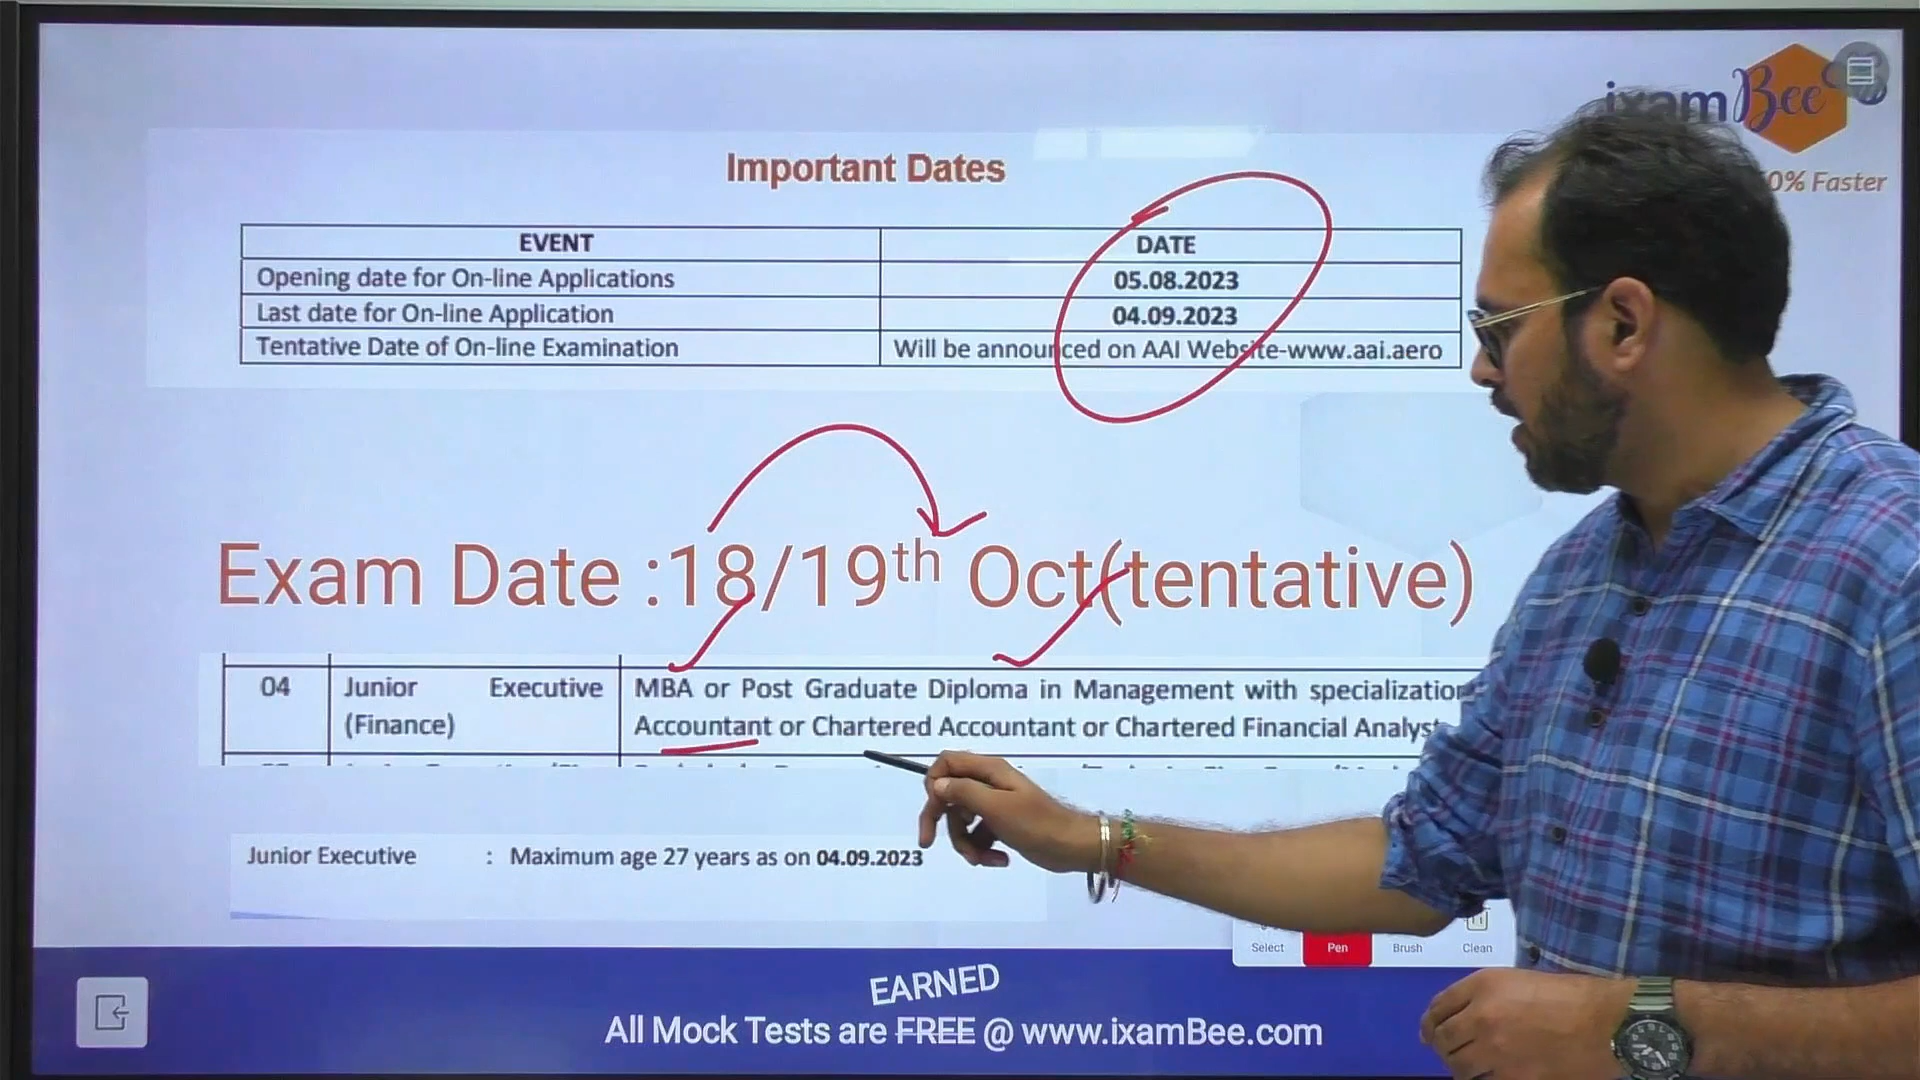 ixamBee
0% Faster
Important Dates
EVENT DATE
Opening date for On-line Applications 05.08.2023
Last date for On-line Application 04.09.2023
Tentative Date of On-line Examination Will be announced on AAI Website-www.aai.aero
Exam Date :18/19th Oct(tentative)
04 Junior Executive MBA or Post Graduate Diploma in Management with specialization
(Finance) Accountant or Chartered Accountant or Chartered Financial Analyst
Junior Executive : Maximum age 27 years as on 04.09.2023
Select Pen Brush Clean
EARNED
All Mock Tests are FREE @ www.ixamBee.com